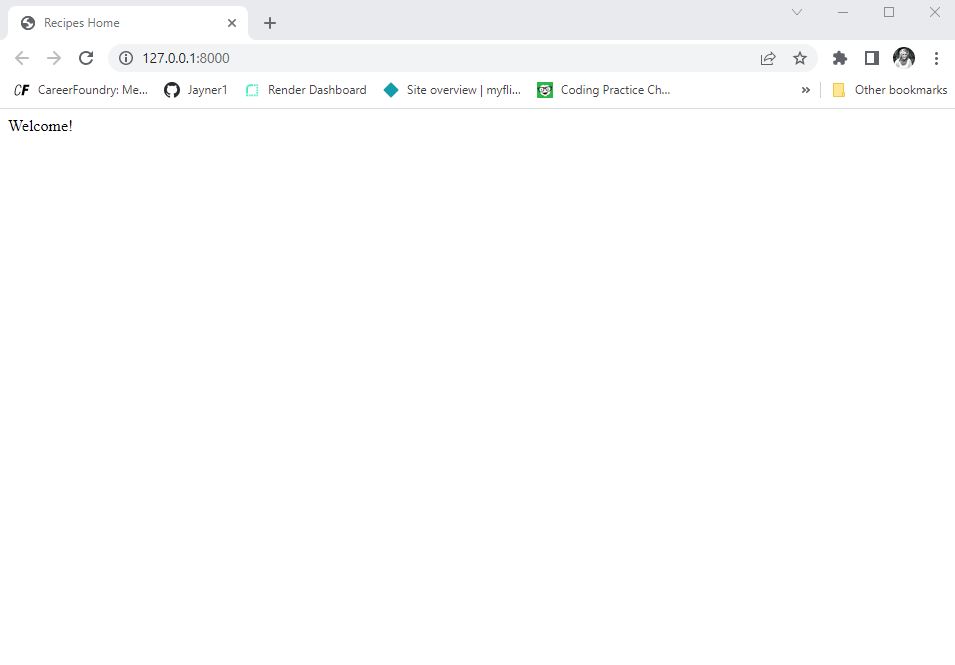 Recipes Home
127.0.0.1:8000
CF CareerFoundry: Me... Jayner1 Render Dashboard Site overview | myfli... Coding Practice Ch... » Other bookmarks
Welcome!